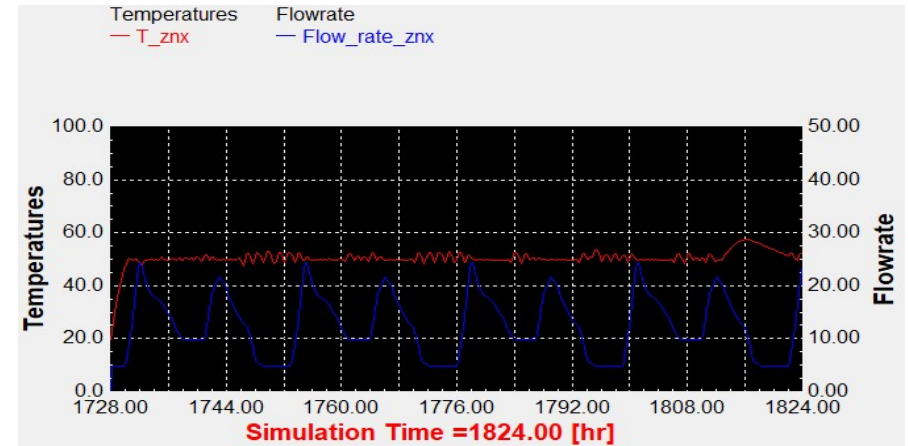 Temperatures Flowrate
— T_znx — Flow_rate_znx
100.0 50.00
80.0 40.00
60.0 30.00
40.0 20.00
20.0 10.00
0.0 0.00
Temperatures
Flowrate
1728.00 1744.00 1760.00 1776.00 1792.00 1808.00 1824.00
Simulation Time =1824.00 [hr]